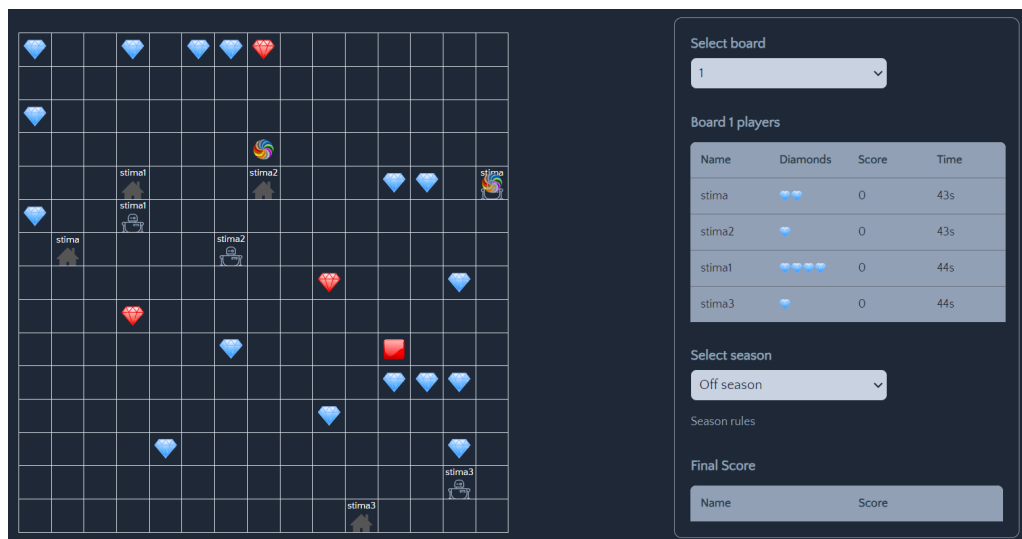 Select board
1
Board 1 players
Name Diamonds Score Time
stima 0 43s
stima2 0 43s
stima1 0 44s
stima3 0 44s
Select season
Off season
Season rules
Final Score
Name Score
stima1 stima2 stima
stima1
stima stima2
stima3
stima3